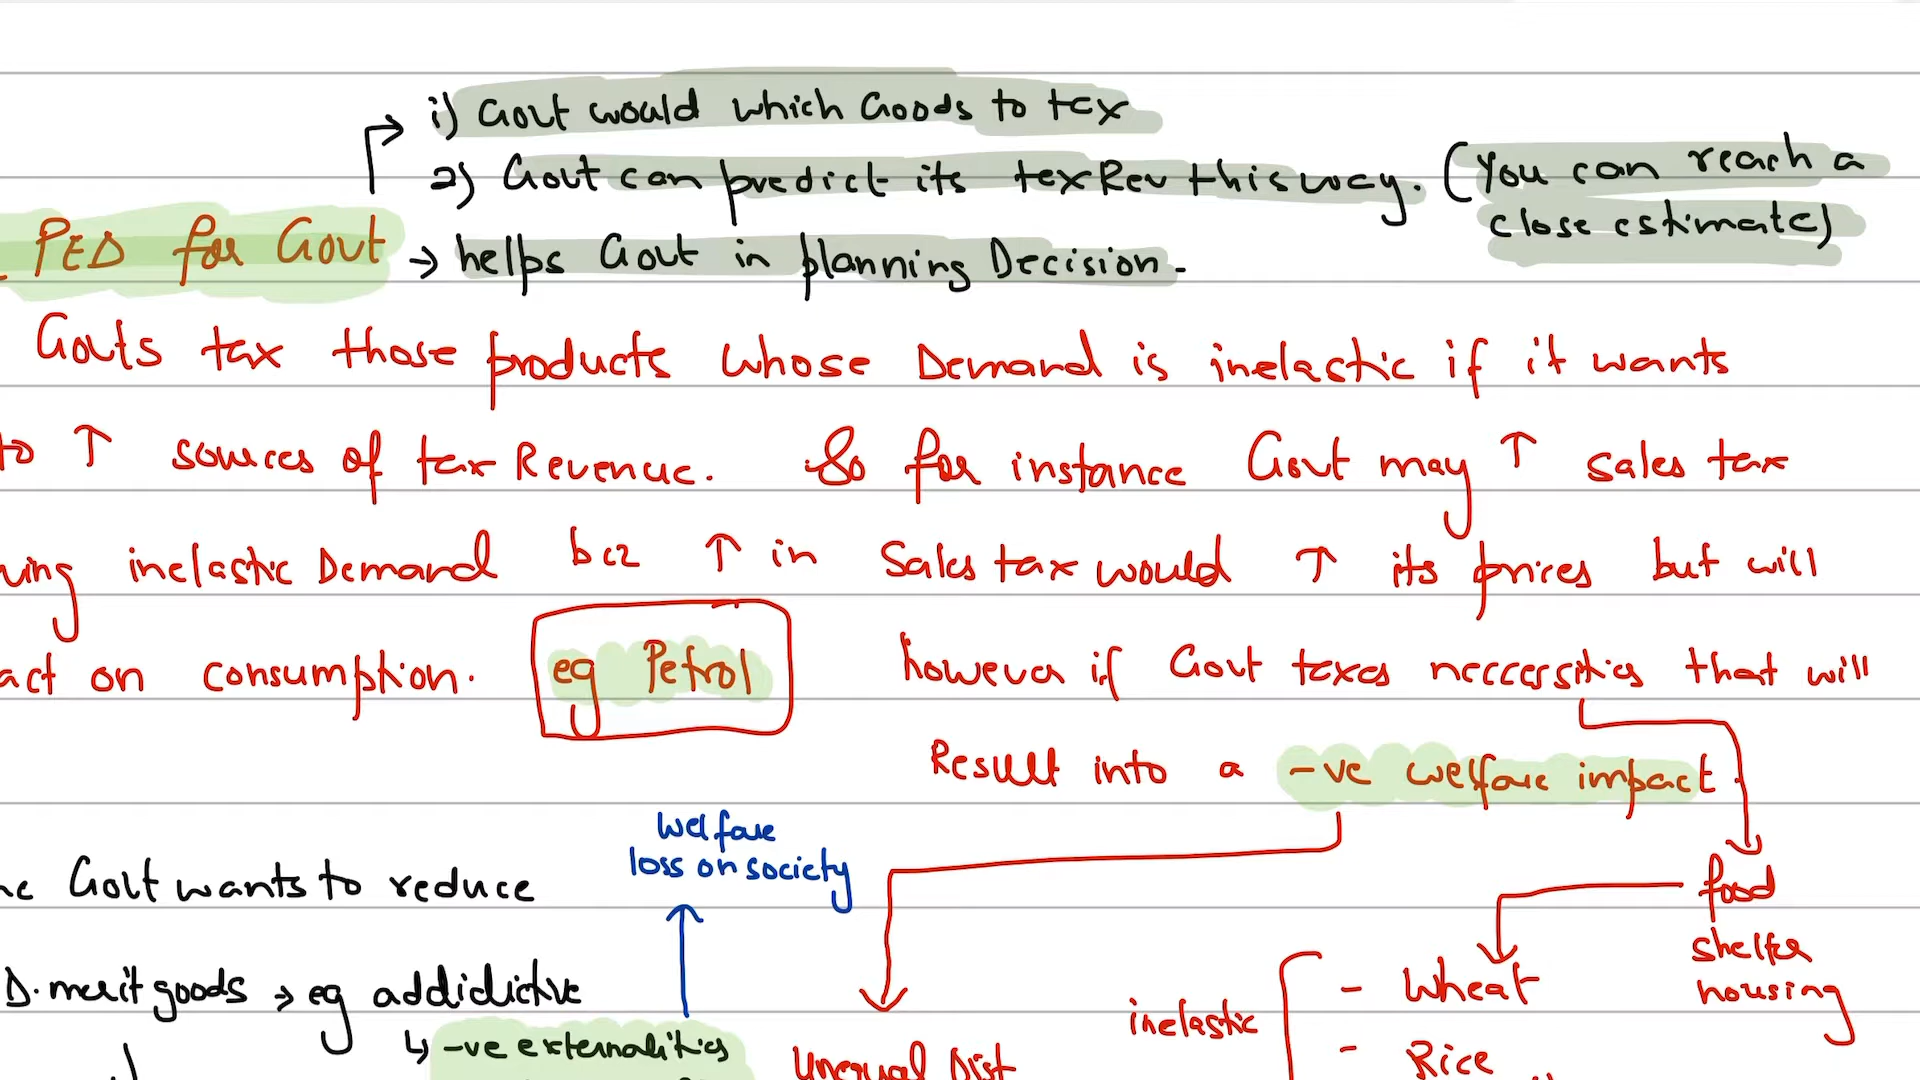 i) Govt would which Goods to tax
2) Govt can predict its tax Rev this way. (you can reach a
close estimate)
PED for Govt → helps Govt in planning Decision.
Govts tax those products whose Demand is inelastic if it wants
to ↑ sources of tax Revenue. So for instance Govt may ↑ sales tax
inelastic Demand bcz ↑ in Sales tax would ↑ its prices but will
on consumption. eg Petrol however if Govt taxes neccessities that will
Result into a -ve welfare impact
welfare
loss on society
Govt wants to reduce
food
shelter
housing
D.merit goods → eg addidictive
inelastic
- Wheat
- Rice
↳ -ve externalities
Unequal Dist